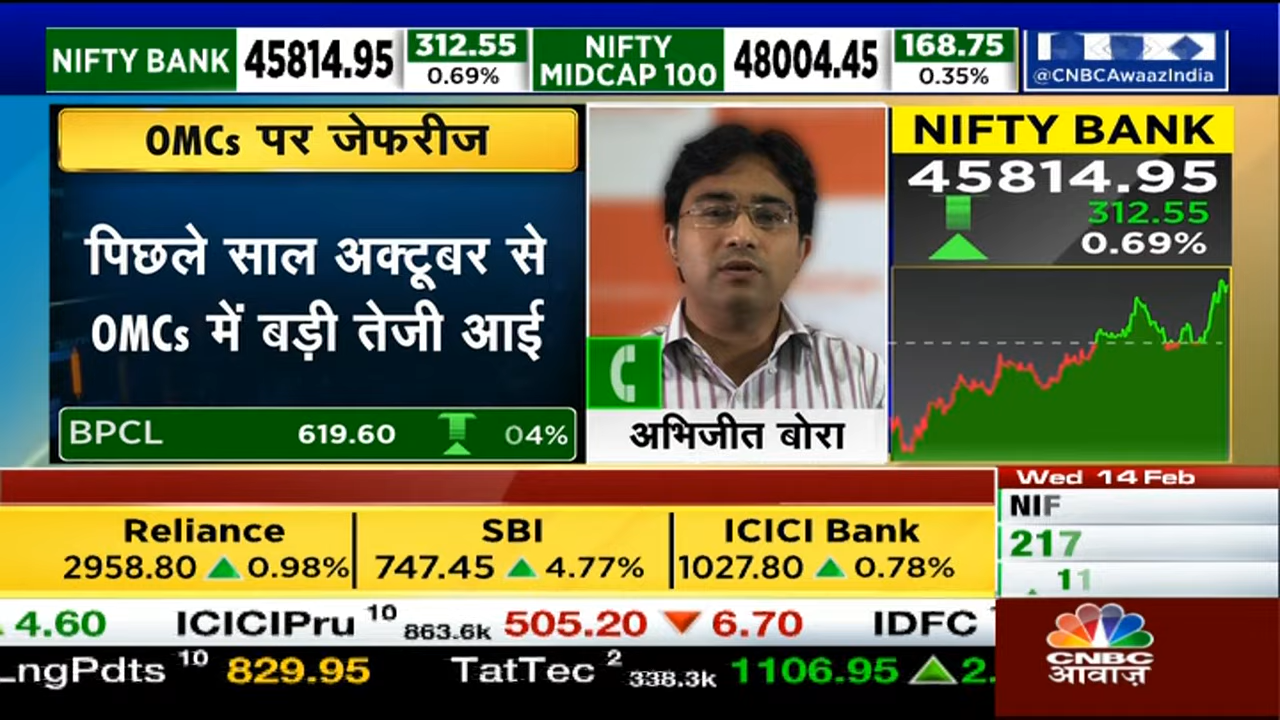 NIFTY BANK 45814.95 312.55 0.69%
NIFTY MIDCAP 100 48004.45 168.75 0.35%
@CNBCAwaazIndia
OMCs पर जेफरीज
पिछले साल अक्टूबर से
OMCs में बड़ी तेजी आई
BPCL 619.60 04%
अभिजीत बोरा
NIFTY BANK
45814.95
312.55
0.69%
Wed 14 Feb
NIF
217
11
Reliance
2958.80 0.98%
SBI
747.45 4.77%
ICICI Bank
1027.80 0.78%
4.60 ICICIPru 10 863.6k 505.20 6.70 IDFC
LngPdts 10 829.95 TatTec 2 338.3k 1106.95 2.
CNBC
आवाज़